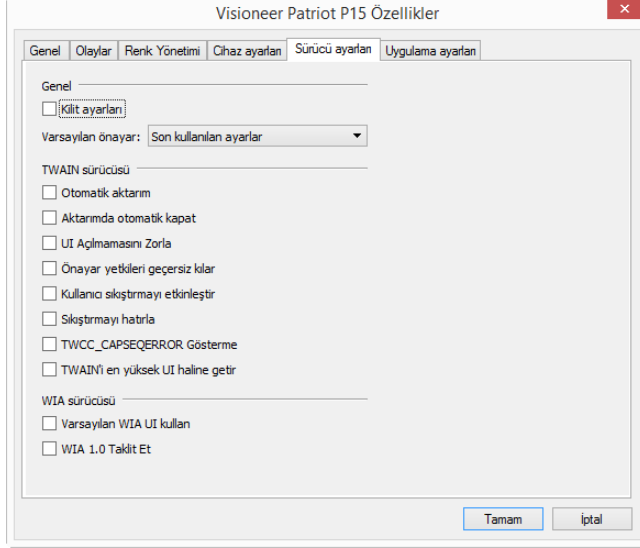 Visioneer Patriot P15 Özellikler
Genel Olaylar Renk Yönetimi Cihaz ayarları Sürücü ayarları Uygulama ayarları
Genel
Kilit ayarları
Varsayılan önayar: Son kullanılan ayarlar
TWAIN sürücüsü
Otomatik aktarım
Aktarımda otomatik kapat
UI Açılmamasını Zorla
Önayar yetkileri geçersiz kılar
Kullanıcı sıkıştırmayı etkinleştir
Sıkıştırmayı hatırla
TWCC_CAPSEQERROR Gösterme
TWAIN'i en yüksek UI haline getir
WIA sürücüsü
Varsayılan WIA UI kullan
WIA 1.0 Taklit Et
Tamam İptal